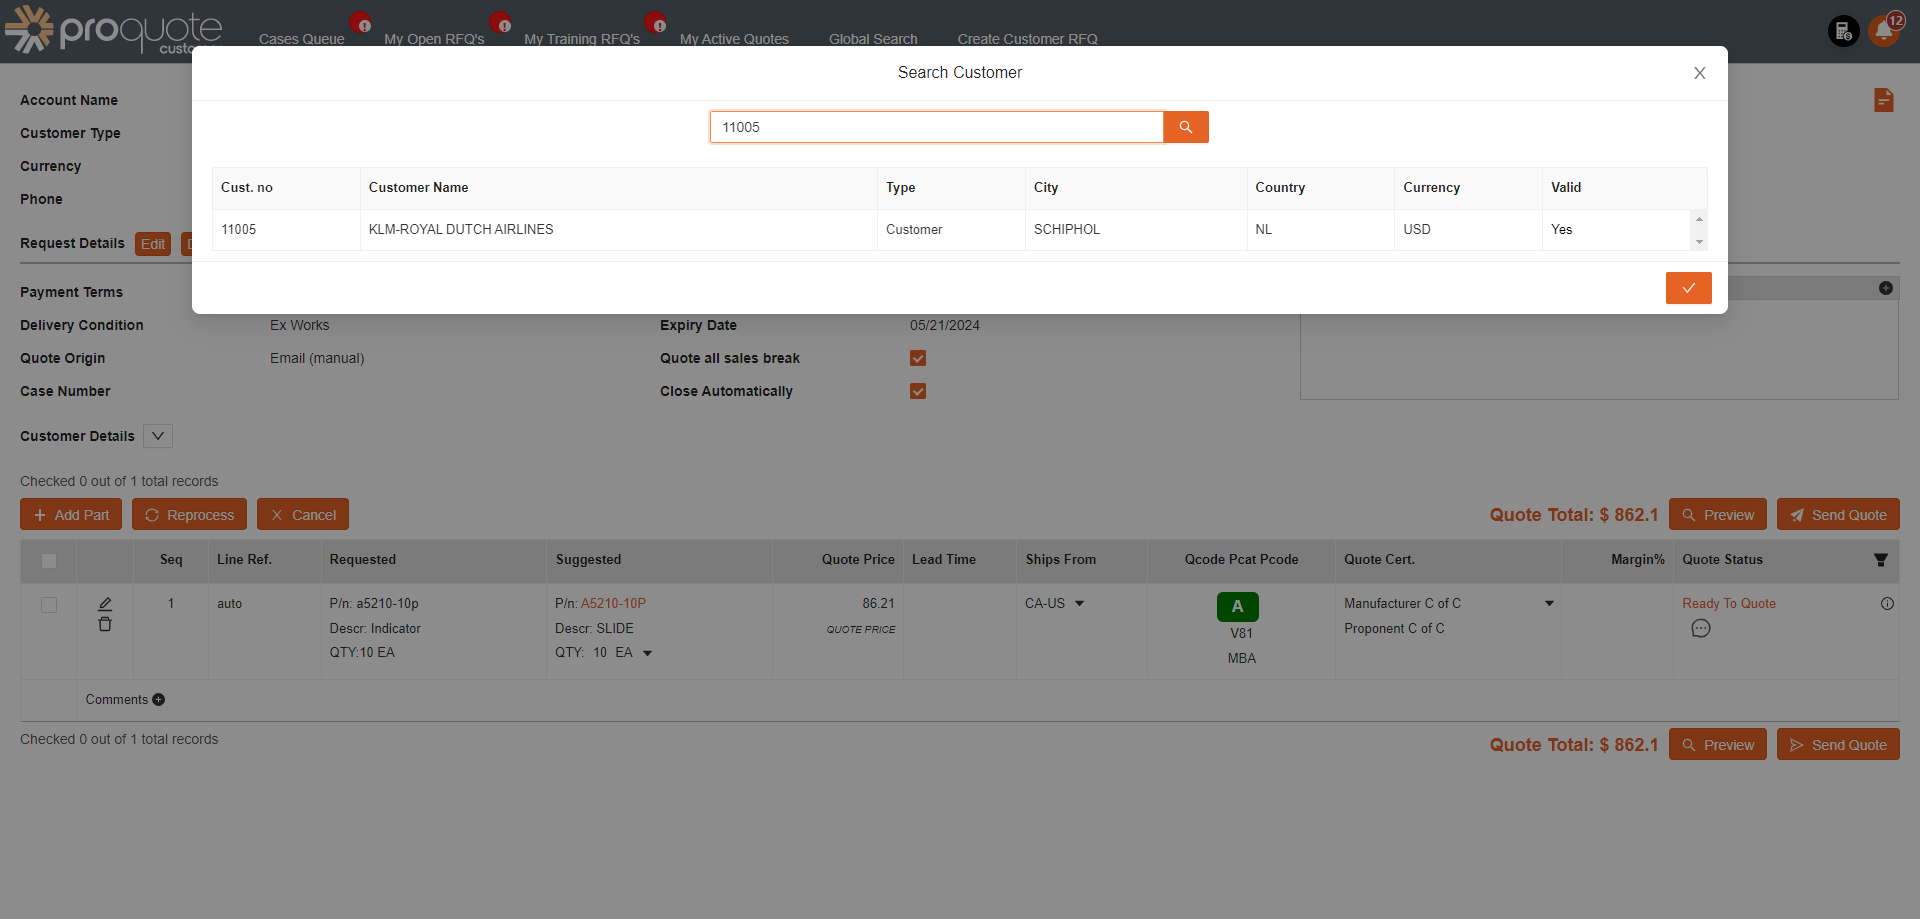 proquote
Cases Queue
My Open RFQ's
My Training RFQ's
My Active Quotes
Global Search
Create Customer RFQ
12
Search Customer
11005
Cust. no Customer Name Type City Country Currency Valid
11005 KLM-ROYAL DUTCH AIRLINES Customer SCHIPHOL NL USD Yes
Account Name
Customer Type
Currency
Phone
Request Details Edit
Payment Terms
Delivery Condition Ex Works Expiry Date 05/21/2024
Quote Origin Email (manual) Quote all sales break
Case Number Close Automatically
Customer Details
Checked 0 out of 1 total records
Add Part Reprocess Cancel Quote Total: $ 862.1 Preview Send Quote
Seq Line Ref. Requested Suggested Quote Price Lead Time Ships From Qcode Pcat Pcode Quote Cert. Margin% Quote Status
1 auto P/n: a5210-10p P/n: A5210-10P 86.21 CA-US A Manufacturer C of C Ready To Quote
Descr: Indicator Descr: SLIDE QUOTE PRICE V81 Proponent C of C
QTY:10 EA QTY: 10 EA MBA
Comments
Checked 0 out of 1 total records
Quote Total: $ 862.1 Preview Send Quote